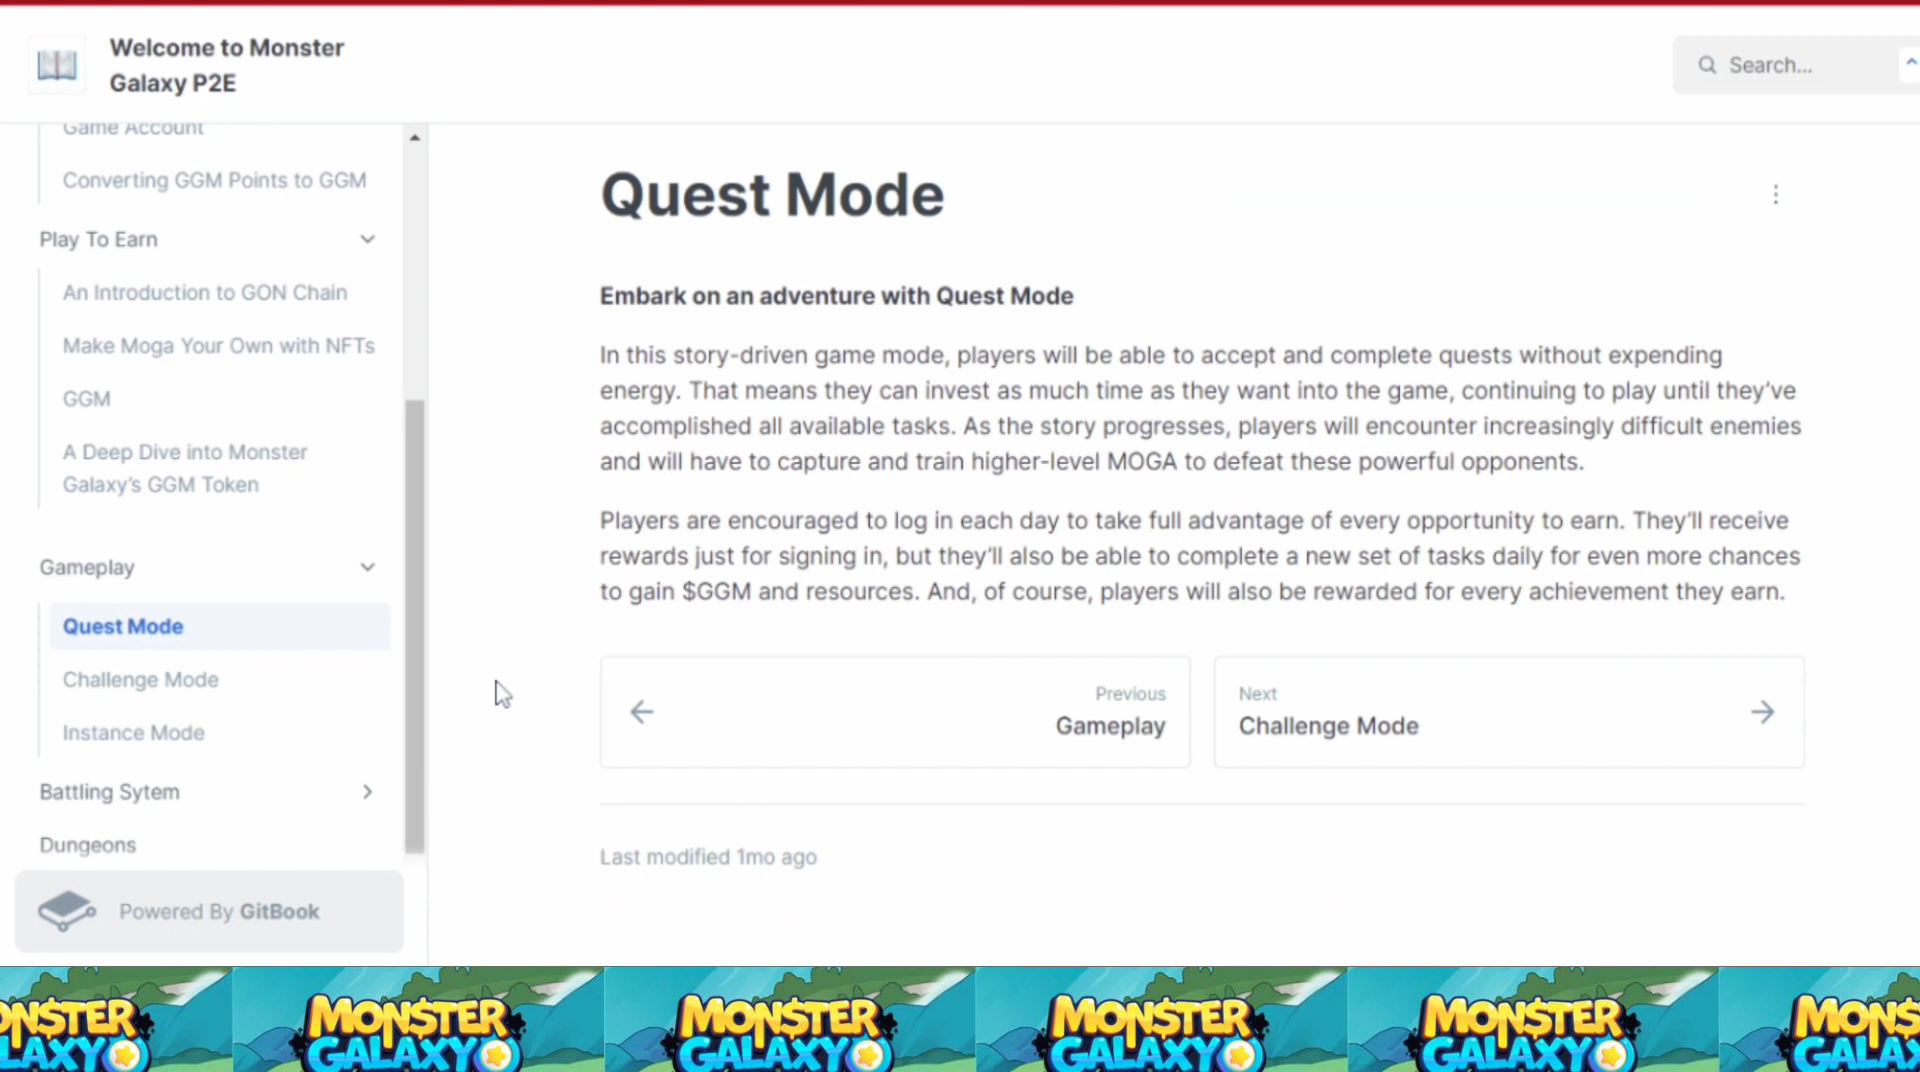 Welcome to Monster
Galaxy P2E
Search...
Game Account
Converting GGM Points to GGM
Play To Earn
An Introduction to GON Chain
Make Moga Your Own with NFTs
GGM
A Deep Dive into Monster
Galaxy’s GGM Token
Gameplay
Quest Mode
Challenge Mode
Instance Mode
Battling Sytem
Dungeons
Powered By GitBook
Quest Mode
Embark on an adventure with Quest Mode
In this story-driven game mode, players will be able to accept and complete quests without expending
energy. That means they can invest as much time as they want into the game, continuing to play until they’ve
accomplished all available tasks. As the story progresses, players will encounter increasingly difficult enemies
and will have to capture and train higher-level MOGA to defeat these powerful opponents.
Players are encouraged to log in each day to take full advantage of every opportunity to earn. They’ll receive
rewards just for signing in, but they’ll also be able to complete a new set of tasks daily for even more chances
to gain $GGM and resources. And, of course, players will also be rewarded for every achievement they earn.
Previous
Gameplay
Next
Challenge Mode
Last modified 1mo ago
ONSTER MONSTER MONSTER MONSTER MONSTER MONS
LAXY GALAXY GALAXY GALAXY GALAXY GALAX